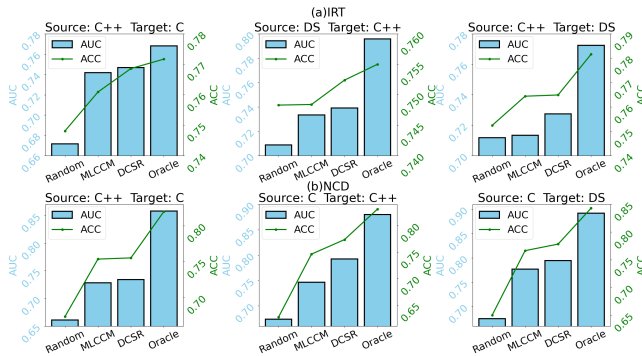 (a)IRT
Source: C++ Target: C
Source: DS Target: C++
Source: C++ Target: DS
0.78
0.76
0.74
0.72
0.70
0.68
0.66
AUC
AUC
ACC
0.78
0.77
0.76
0.75
0.74
ACC
Random MLCCM DCSR Oracle
0.80
0.78
0.76
0.74
0.72
0.70
AUC
AUC
ACC
0.760
0.755
0.750
0.745
0.740
ACC
Random MLCCM DCSR Oracle
0.78
0.76
0.74
0.72
0.70
AUC
AUC
ACC
0.79
0.78
0.77
0.76
0.75
0.74
ACC
Random MLCCM DCSR Oracle
(b)NCD
Source: C++ Target: C
Source: C Target: C++
Source: C Target: DS
0.85
0.80
0.75
0.70
0.65
AUC
AUC
ACC
0.80
0.75
0.70
ACC
Random MLCCM DCSR Oracle
0.90
0.85
0.80
0.75
0.70
AUC
AUC
ACC
0.80
0.75
0.70
0.65
ACC
Random MLCCM DCSR Oracle
0.90
0.85
0.80
0.75
0.70
AUC
AUC
ACC
0.85
0.80
0.75
0.70
0.65
ACC
Random MLCCM DCSR Oracle